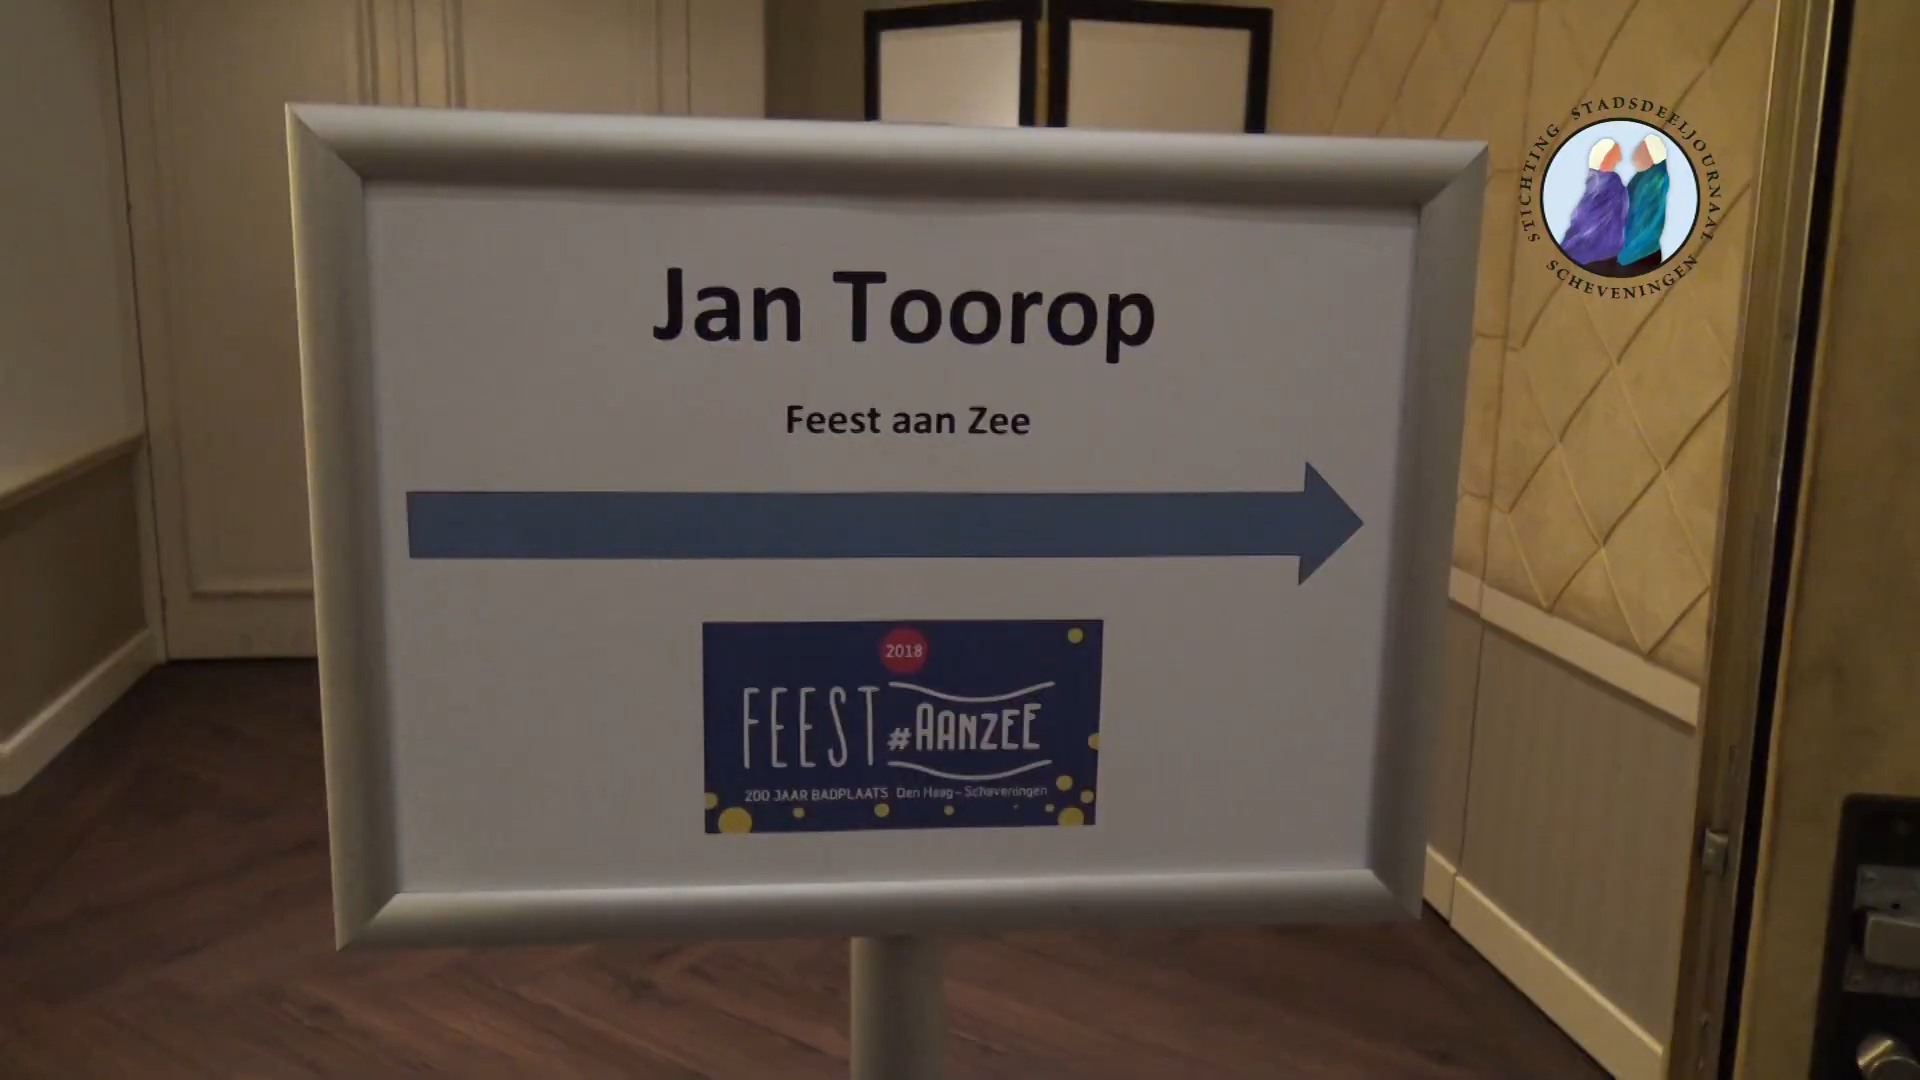 Jan Toorop
Feest aan Zee
2018
FEEST #AANZEE
200 JAAR BADPLAATS Den Haag - Scheveningen
STICHTING STADSDEELJOURNAAL SCHEVENINGEN